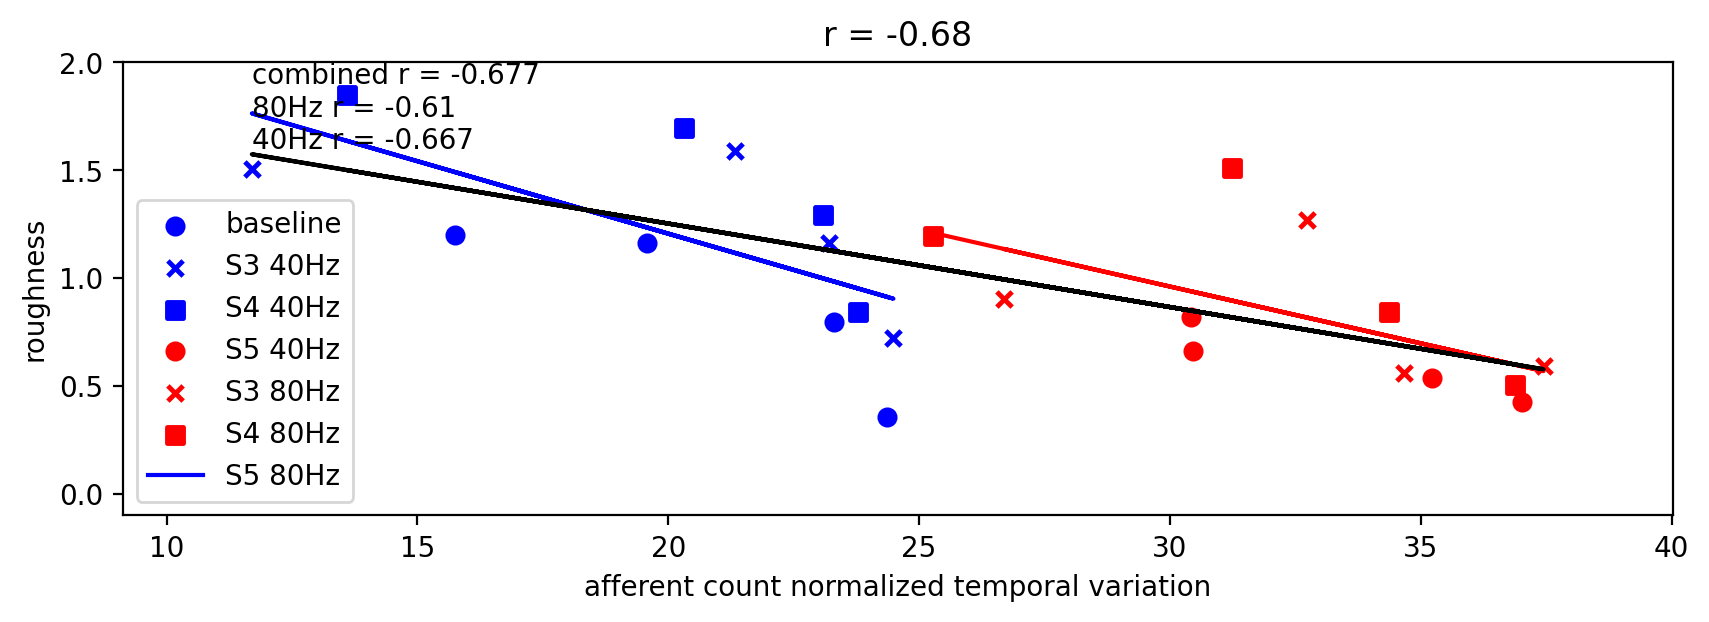 r = -0.68
combined r = -0.677
80Hz r = -0.61
40Hz r = -0.667
2.0
1.5
1.0
0.5
0.0
roughness
baseline
S3 40Hz
S4 40Hz
S5 40Hz
S3 80Hz
S4 80Hz
S5 80Hz
10 15 20 25 30 35 40
afferent count normalized temporal variation